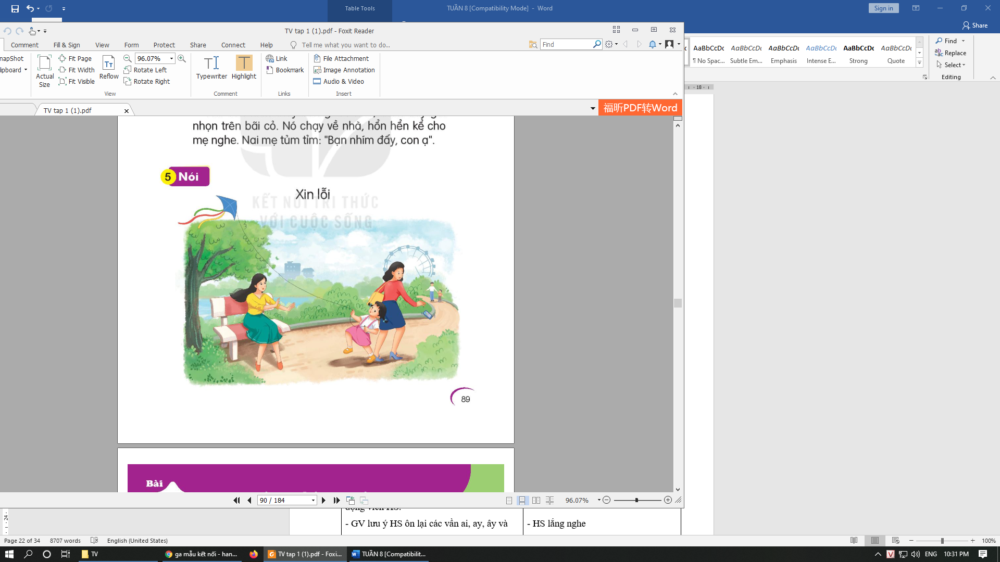 Table Tools
TUẦN 8 [Compatibility Mode] - Word
Sign in
Share
TV tap 1 (1).pdf - Foxit Reader
Comment Fill & Sign View Form Protect Share Connect Help Tell me what you want to do.. Find
napShot
ipboard
Actual Size
Fit Page
Fit Width
Fit Visible
Reflow
96.07%
Rotate Left
Rotate Right
View
Typewriter Highlight
Comment
Link
Bookmark
Links
File Attachment
Image Annotation
Audio & Video
Insert
AaBbCcDc AaBbCcDc AaBbCcDc AaBbCcDc AaBbCcDc AaBbCcDc
¶ No Spac... Subtle Em... Emphasis Intense E... Strong Quote
Find
Replace
Select
Editing
18
TV tap 1 (1).pdf
福昕PDF转Word
nhọn trên bãi cỏ. Nó chạy về nhà, hổn hển kể cho
mẹ nghe. Nai mẹ tủm tỉm: "Bạn nhím đấy, con ạ".
5 Nói
Xin lỗi
KẾT NỐI TRI THỨC
VỚI CUỘC SỐNG
89
Bài
90 / 184
96.07%
động viên HS.
- GV lưu ý HS ôn lại các vần ai, ay, ây và
- HS lắng nghe
24
Page 22 of 34 8707 words English (United States) 100%
TV
ga mẫu kết nối - han...
TV tap 1 (1).pdf - Foxi...
TUẦN 8 [Compatibilit...
ENG 10:31 PM